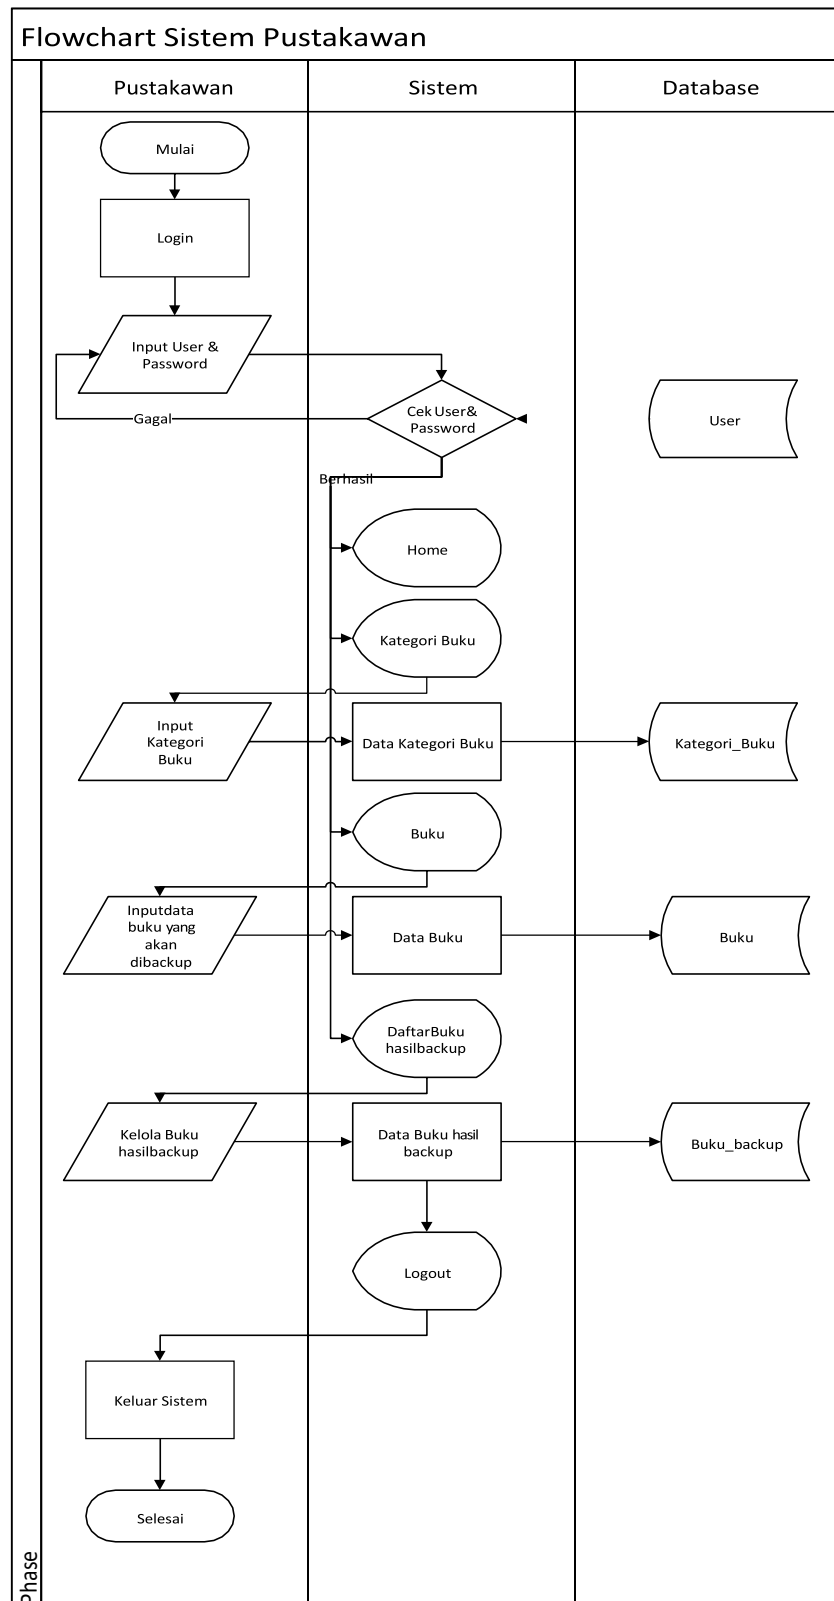 Flowchart Sistem Pustakawan
Pustakawan
Sistem
Database
Mulai
Login
Input User &
Password
Cek User&
Password
User
Gagal
Berhasil
Home
Kategori Buku
Input
Kategori
Buku
Data Kategori Buku
Kategori_Buku
Buku
Inputdata
buku yang
akan
dibackup
Data Buku
Buku
DaftarBuku
hasilbackup
Kelola Buku
hasilbackup
Data Buku hasil
backup
Buku_backup
Logout
Keluar Sistem
Selesai
Phase